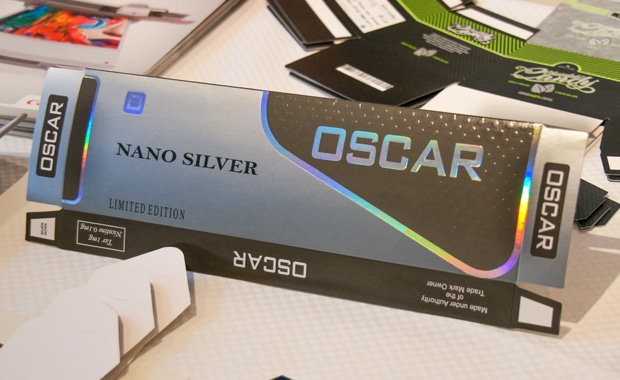 OSCAR
NANO SILVER
LIMITED EDITION
OSCAR
OSCAR
Tar 1mg
Nicotine 0.1mg
OSCAR
Made under Authority
of the
Trade Mark Owner